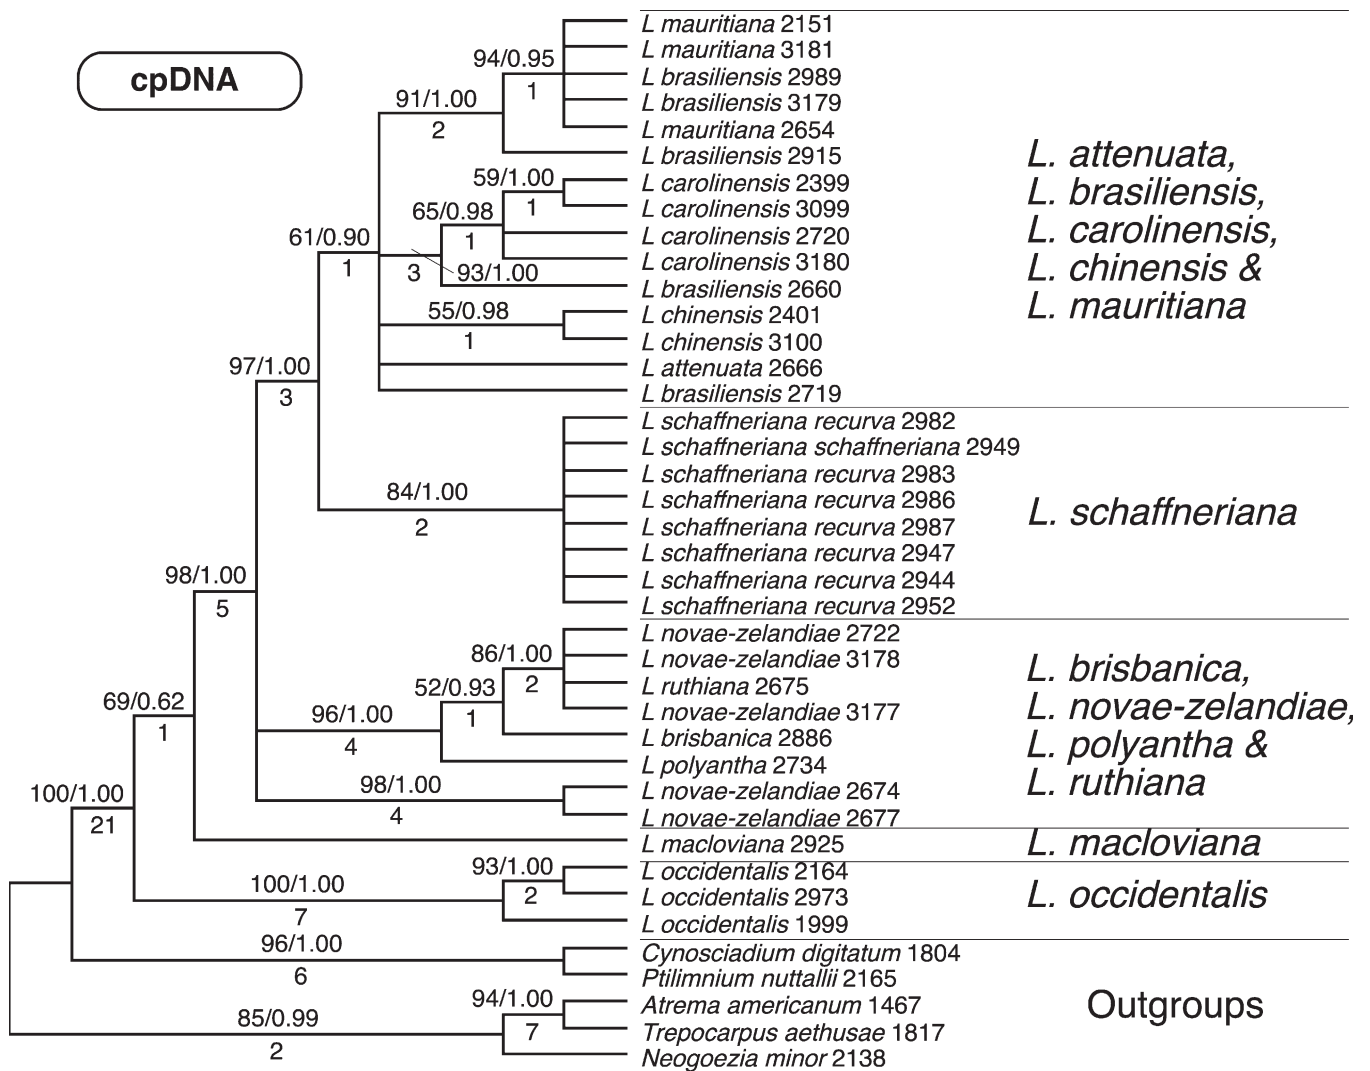 cpDNA
L mauritiana 2151
L mauritiana 3181
L brasiliensis 2989
L brasiliensis 3179
L mauritiana 2654
L brasiliensis 2915
L carolinensis 2399
L carolinensis 3099
L carolinensis 2720
L carolinensis 3180
L brasiliensis 2660
L chinensis 2401
L chinensis 3100
L attenuata 2666
L brasiliensis 2719
L schaffneriana recurva 2982
L schaffneriana schaffneriana 2949
L schaffneriana recurva 2983
L schaffneriana recurva 2986
L schaffneriana recurva 2987
L schaffneriana recurva 2947
L schaffneriana recurva 2944
L schaffneriana recurva 2952
L novae-zelandiae 2722
L novae-zelandiae 3178
L ruthiana 2675
L novae-zelandiae 3177
L brisbanica 2886
L polyantha 2734
L novae-zelandiae 2674
L novae-zelandiae 2677
L macloviana 2925
L occidentalis 2164
L occidentalis 2973
L occidentalis 1999
Cynosciadium digitatum 1804
Ptilimnium nuttallii 2165
Atrema americanum 1467
Trepocarpus aethusae 1817
Neogoezia minor 2138
94/0.95
1
91/1.00
2
59/1.00
1
65/0.98
1
61/0.90
1
3
93/1.00
55/0.98
1
97/1.00
3
84/1.00
2
98/1.00
5
86/1.00
2
52/0.93
1
69/0.62
1
96/1.00
4
98/1.00
4
100/1.00
21
93/1.00
2
100/1.00
7
96/1.00
6
94/1.00
7
85/0.99
2
L. attenuata,
L. brasiliensis,
L. carolinensis,
L. chinensis &
L. mauritiana
L. schaffneriana
L. brisbanica,
L. novae-zelandiae,
L. polyantha &
L. ruthiana
L. macloviana
L. occidentalis
Outgroups